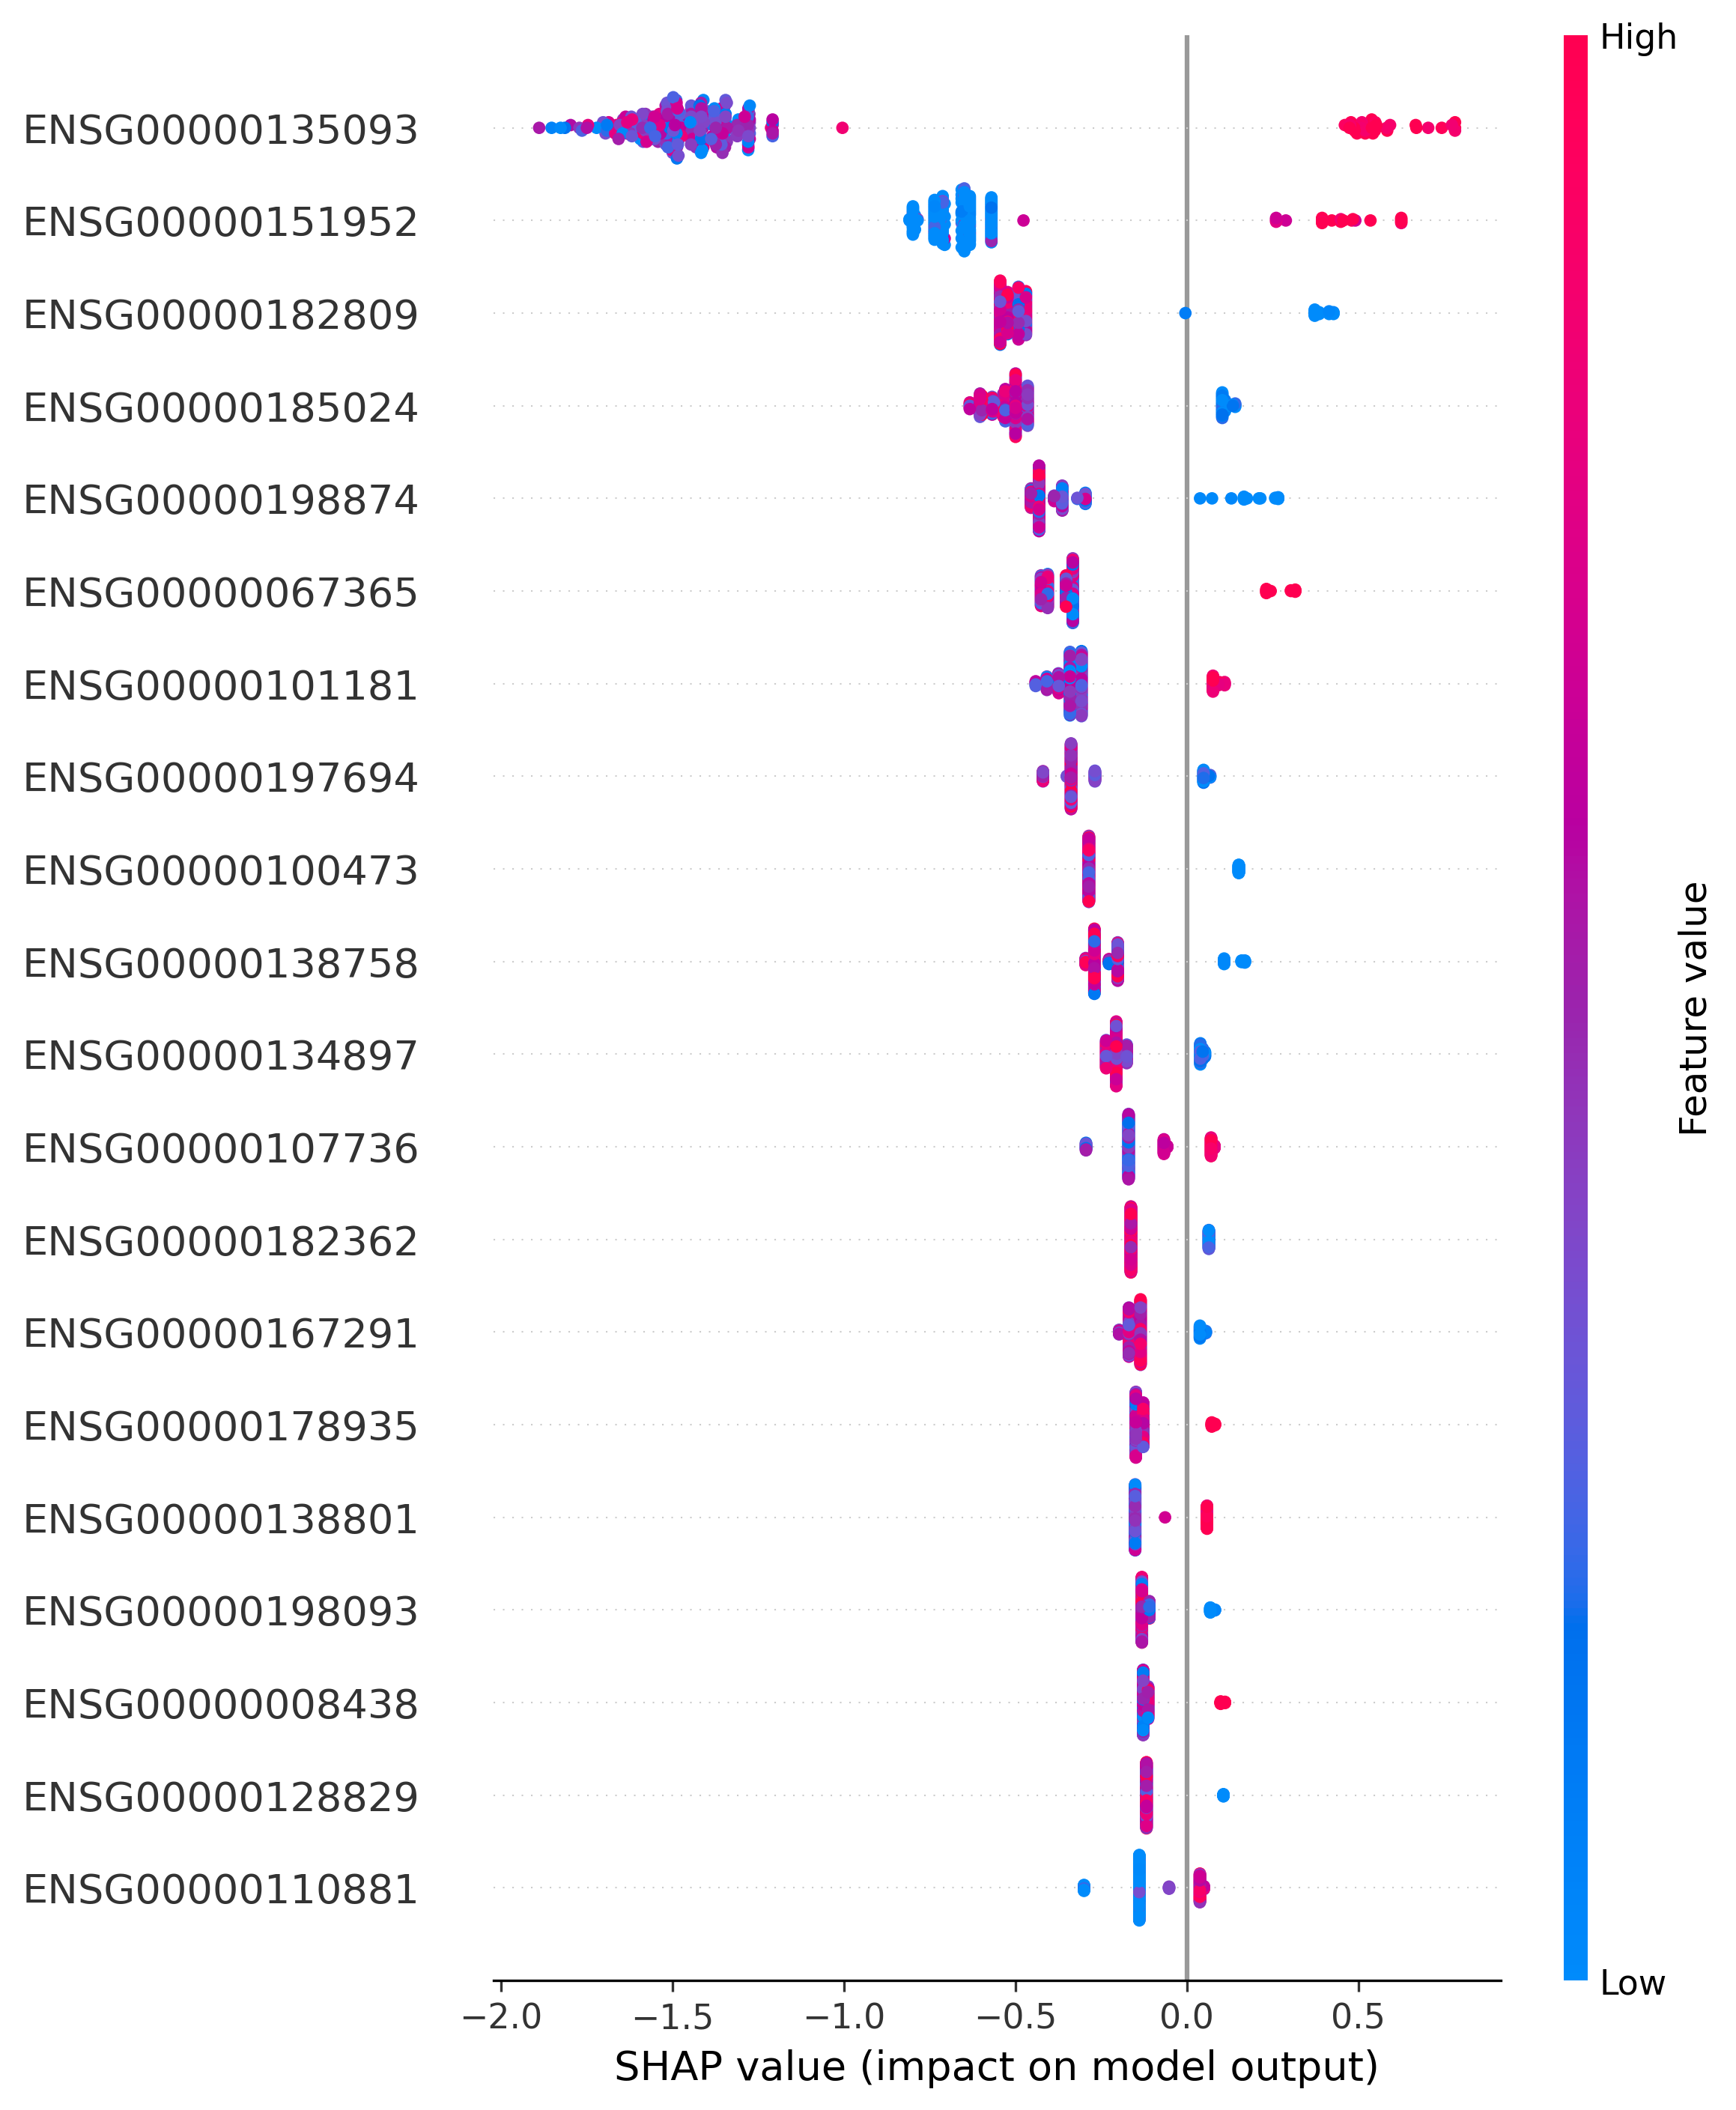 High
ENSG00000135093
ENSG00000151952
ENSG00000182809
ENSG00000185024
ENSG00000198874
ENSG00000067365
ENSG00000101181
ENSG00000197694
ENSG00000100473
ENSG00000138758
ENSG00000134897
ENSG00000107736
ENSG00000182362
ENSG00000167291
ENSG00000178935
ENSG00000138801
ENSG00000198093
ENSG00000008438
ENSG00000128829
ENSG00000110881
Feature value
Low
−2.0 −1.5 −1.0 −0.5 0.0 0.5
SHAP value (impact on model output)